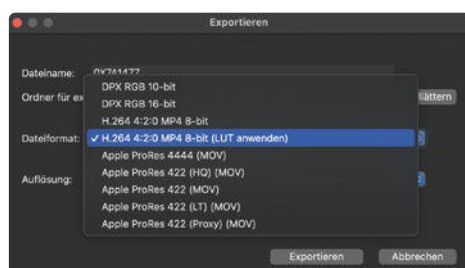 Exportieren
Dateiname:
0X741477
DPX RGB 10-bit
Ordner für ex
DPX RGB 16-bit
H.264 4:2:0 MP4 8-bit
Dateiformat:
✓ H.264 4:2:0 MP4 8-bit (LUT anwenden)
Apple ProRes 4444 (MOV)
Auflösung:
Apple ProRes 422 (HQ) (MOV)
Apple ProRes 422 (MOV)
Apple ProRes 422 (LT) (MOV)
Apple ProRes 422 (Proxy) (MOV)
Exportieren
Abbrechen